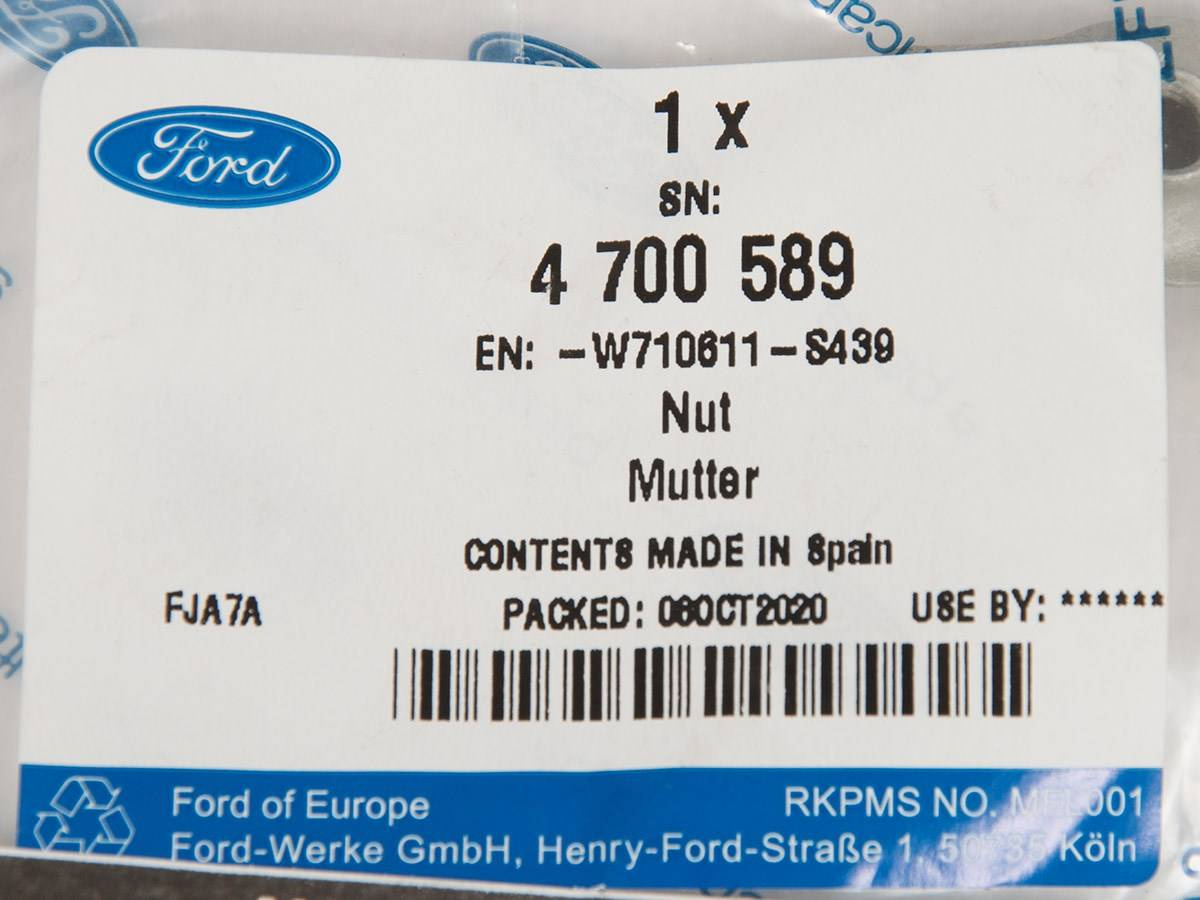 Ford
1 x
SN:
4 700 589
EN: -W710611-S439
Nut
Mutter
CONTENTS MADE IN Spain
FJA7A PACKED: 06OCT2020 USE BY: ******
Ford of Europe RKPMS NO.
Ford-Werke GmbH, Henry-Ford-Straße 1, Köln